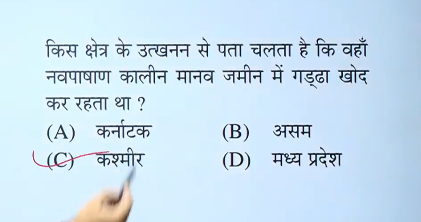 किस क्षेत्र के उत्खनन से पता चलता है कि वहाँ
नवपाषाण कालीन मानव जमीन में गड्ढा खोद
कर रहता था ?
(A) कर्नाटक (B) असम
(C) कश्मीर (D) मध्य प्रदेश